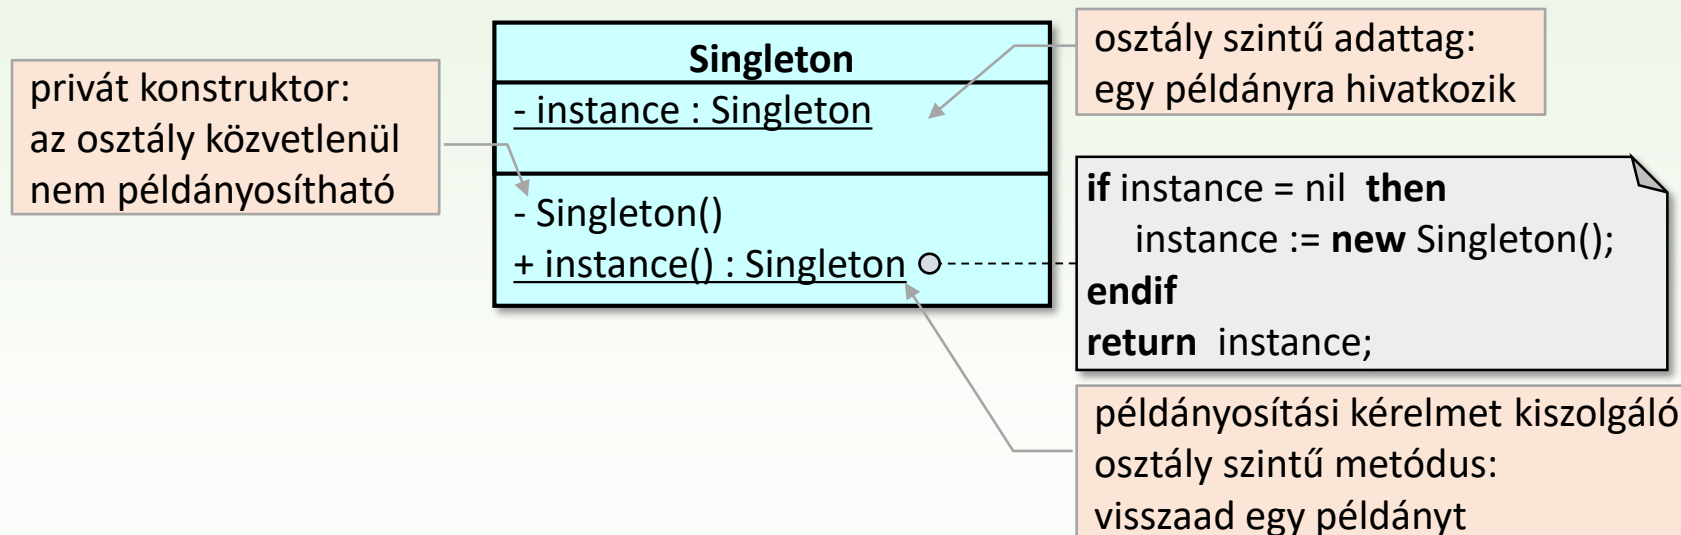 privát konstruktor:
az osztály közvetlenül
nem példányosítható
Singleton
- instance : Singleton
- Singleton()
+ instance() : Singleton
osztály szintű adattag:
egy példányra hivatkozik
if instance = nil then
instance := new Singleton();
endif
return instance;
példányosítási kérelmet kiszolgáló
osztály szintű metódus:
visszaad egy példányt